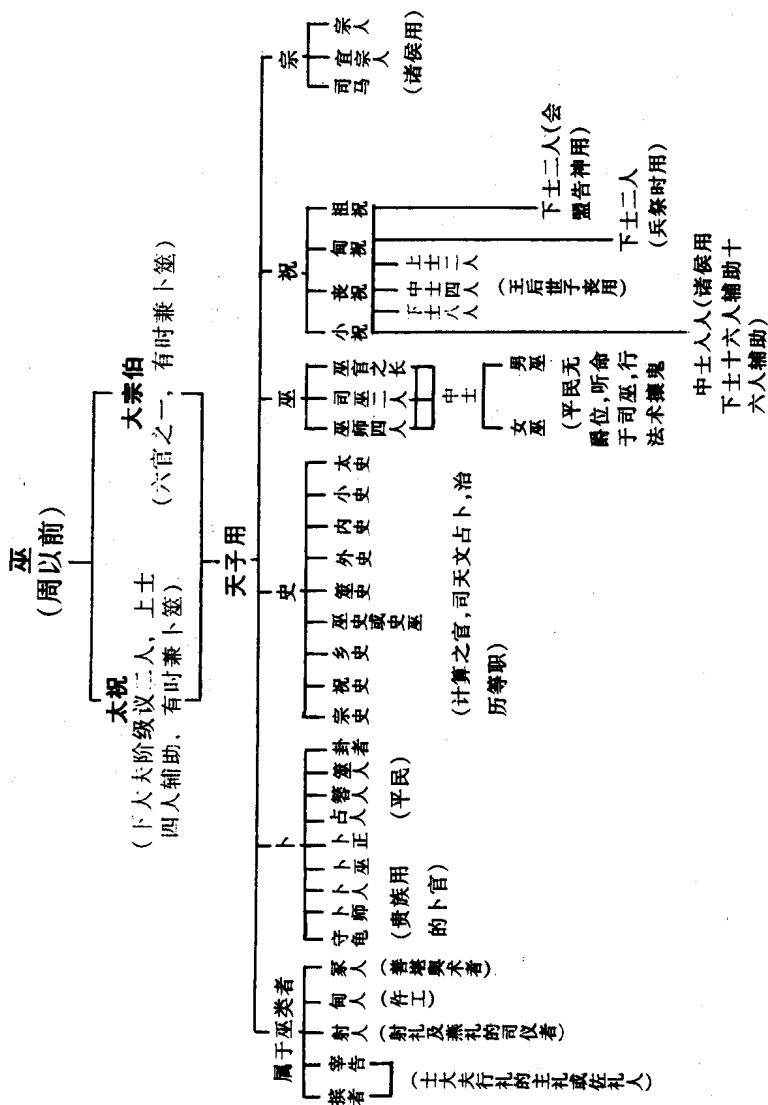 巫
(周以前)
太祝
(下大夫阶级议二人，上士
四人辅助、有时兼卜筮)
大宗伯
(六官之一，有时兼卜筮)
天子用
属于巫类者
摈者
宰告
射人
甸人
冢人
(士大夫行礼的主礼或佐礼人)
(射礼及燕礼的司仪者)
(仵工)
(善堪舆术者)
卜
守龟
卜师
卜人
卜巫
卜正
占人
簪人
筮人
卦者
(贵族用
的卜官)
(平民)
史
宗史
祝史
乡史
巫史或史巫
筮史
外史
内史
小史
太史
(计算之官,司天文占卜,治
历等职)
巫
巫师四人
司巫二人
巫官之长
中士
女巫
男巫
(平民无
爵位,听命
于司巫,行
法术攘鬼
祝
小祝
丧祝
甸祝
祖祝
下士八人
中士四人
上士二人
(王后世子丧用)
中士人人(诸侯用
下士十六人辅助十
六人辅助)
下士二人
(兵祭时用)
下士二人(会
盟告神用)
宗
司马
宜宗人
宗人
(诸侯用)